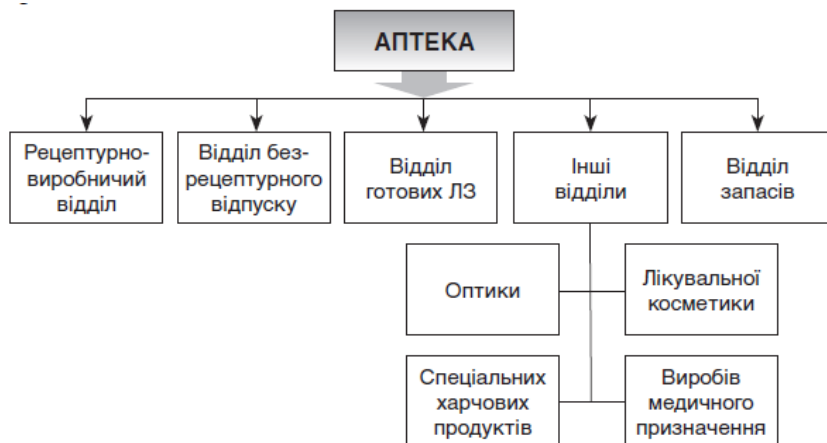 АПТЕКА
Рецептурно-
виробничий
відділ
Відділ без-
рецептурного
відпуску
Відділ
готових ЛЗ
Інші
відділи
Відділ
запасів
Оптики
Лікувальної
косметики
Спеціальних
харчових
продуктів
Виробів
медичного
призначення